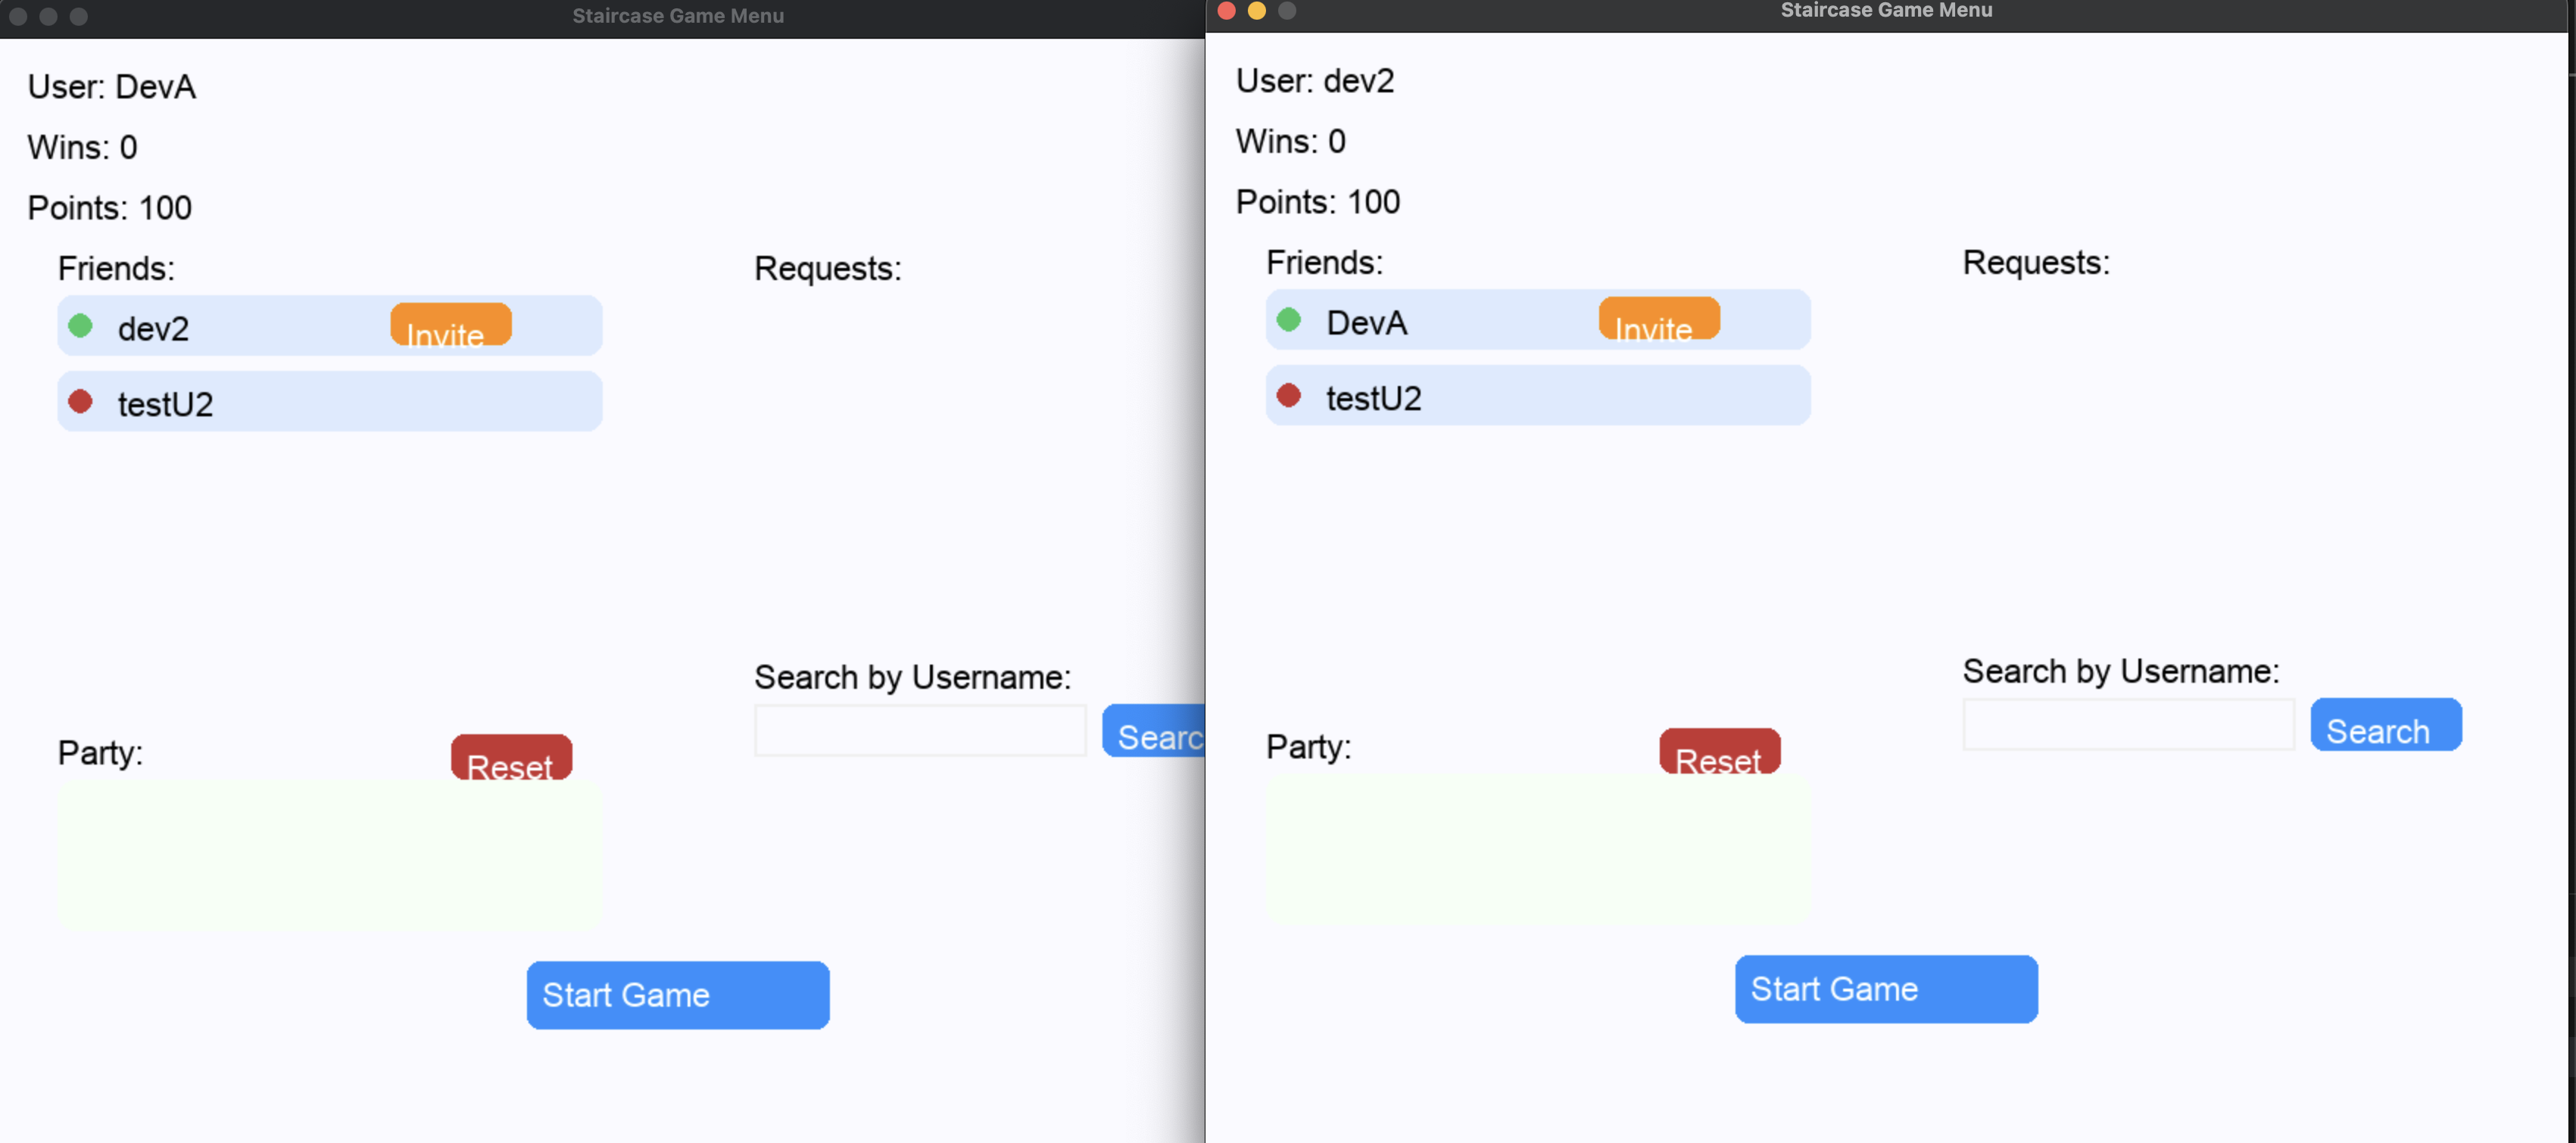 Staircase Game Menu
User: DevA
Wins: 0
Points: 100
Friends:
Requests:
dev2
Invite
testU2
Search by Username:
Searc
Party:
Reset
Start Game
Staircase Game Menu
User: dev2
Wins: 0
Points: 100
Friends:
Requests:
DevA
Invite
testU2
Search by Username:
Search
Party:
Reset
Start Game